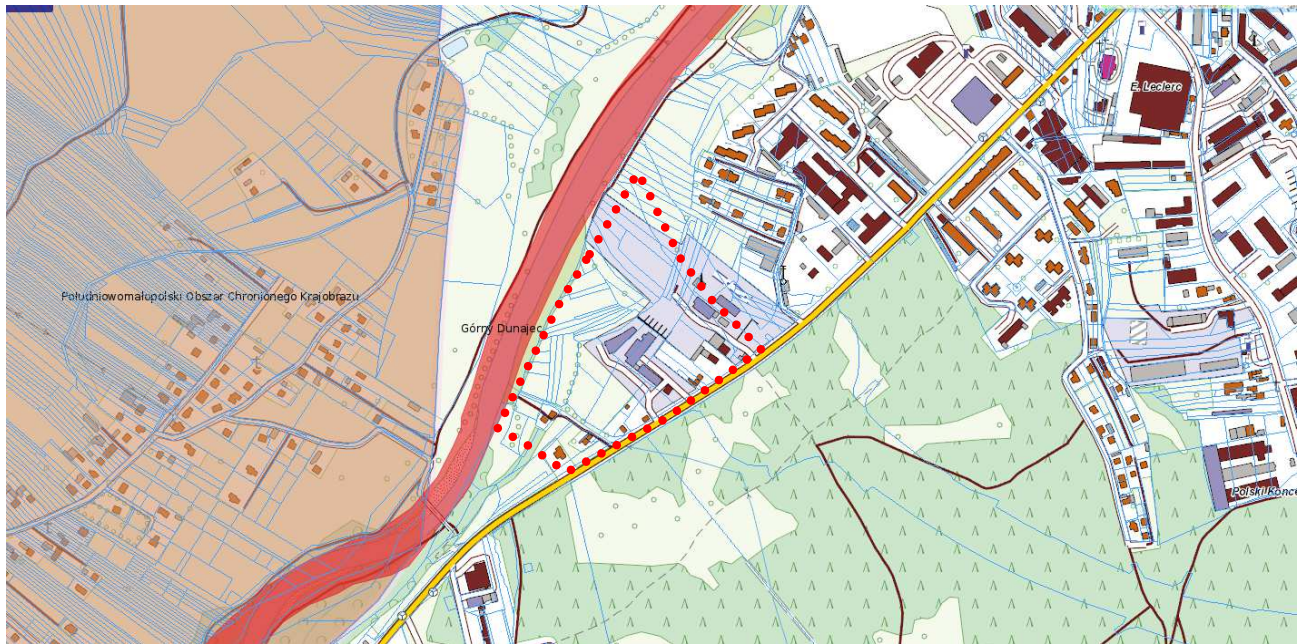 E. Leclerc
Południowomałopolski Obszar Chronionego Krajobrazu
Górny Dunajec
Polski Konce